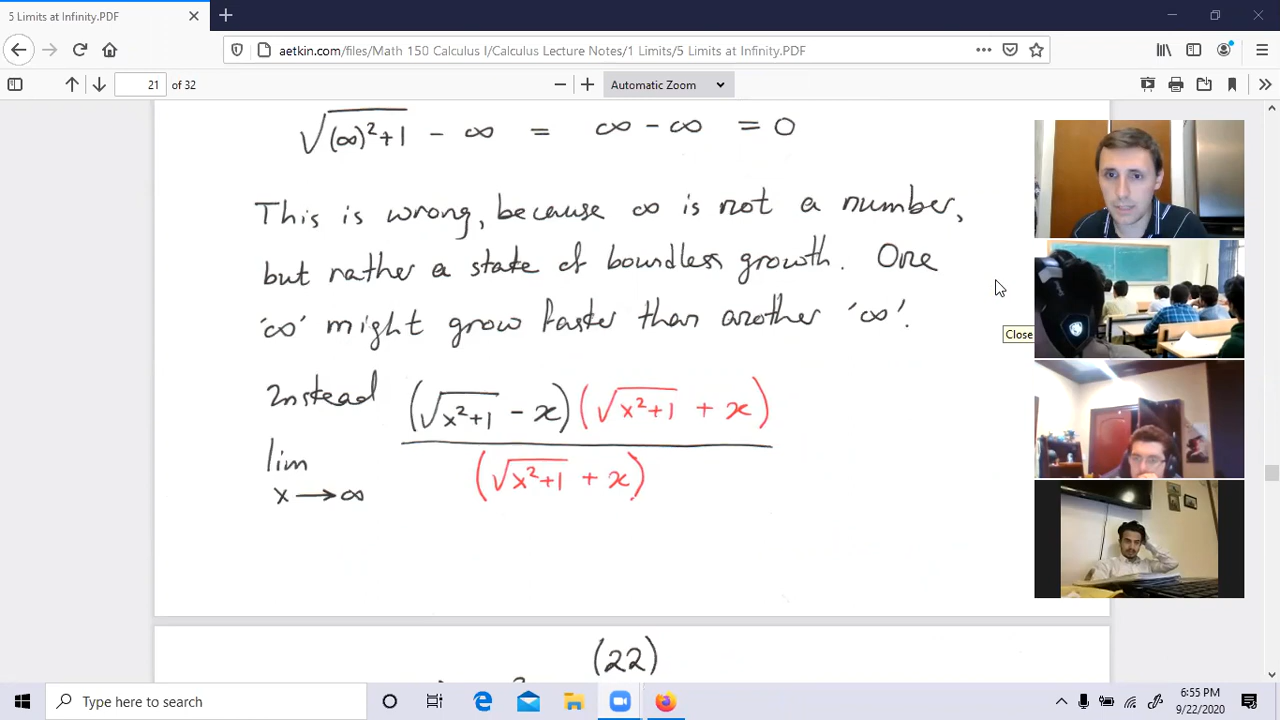 5 Limits at Infinity.PDF
aetkin.com/files/Math 150 Calculus I/Calculus Lecture Notes/1 Limits/5 Limits at Infinity.PDF
21 of 32
Automatic Zoom
√(∞)²+1 - ∞ = ∞ - ∞ = 0
This is wrong, because ∞ is not a number,
but rather a state of boundless growth. One
'∞' might grow faster than another '∞'.
Close
Instead (√x²+1 - x)(√x²+1 + x)
lim
(√x²+1 + x)
x → ∞
(22)
Type here to search
6:55 PM
9/22/2020